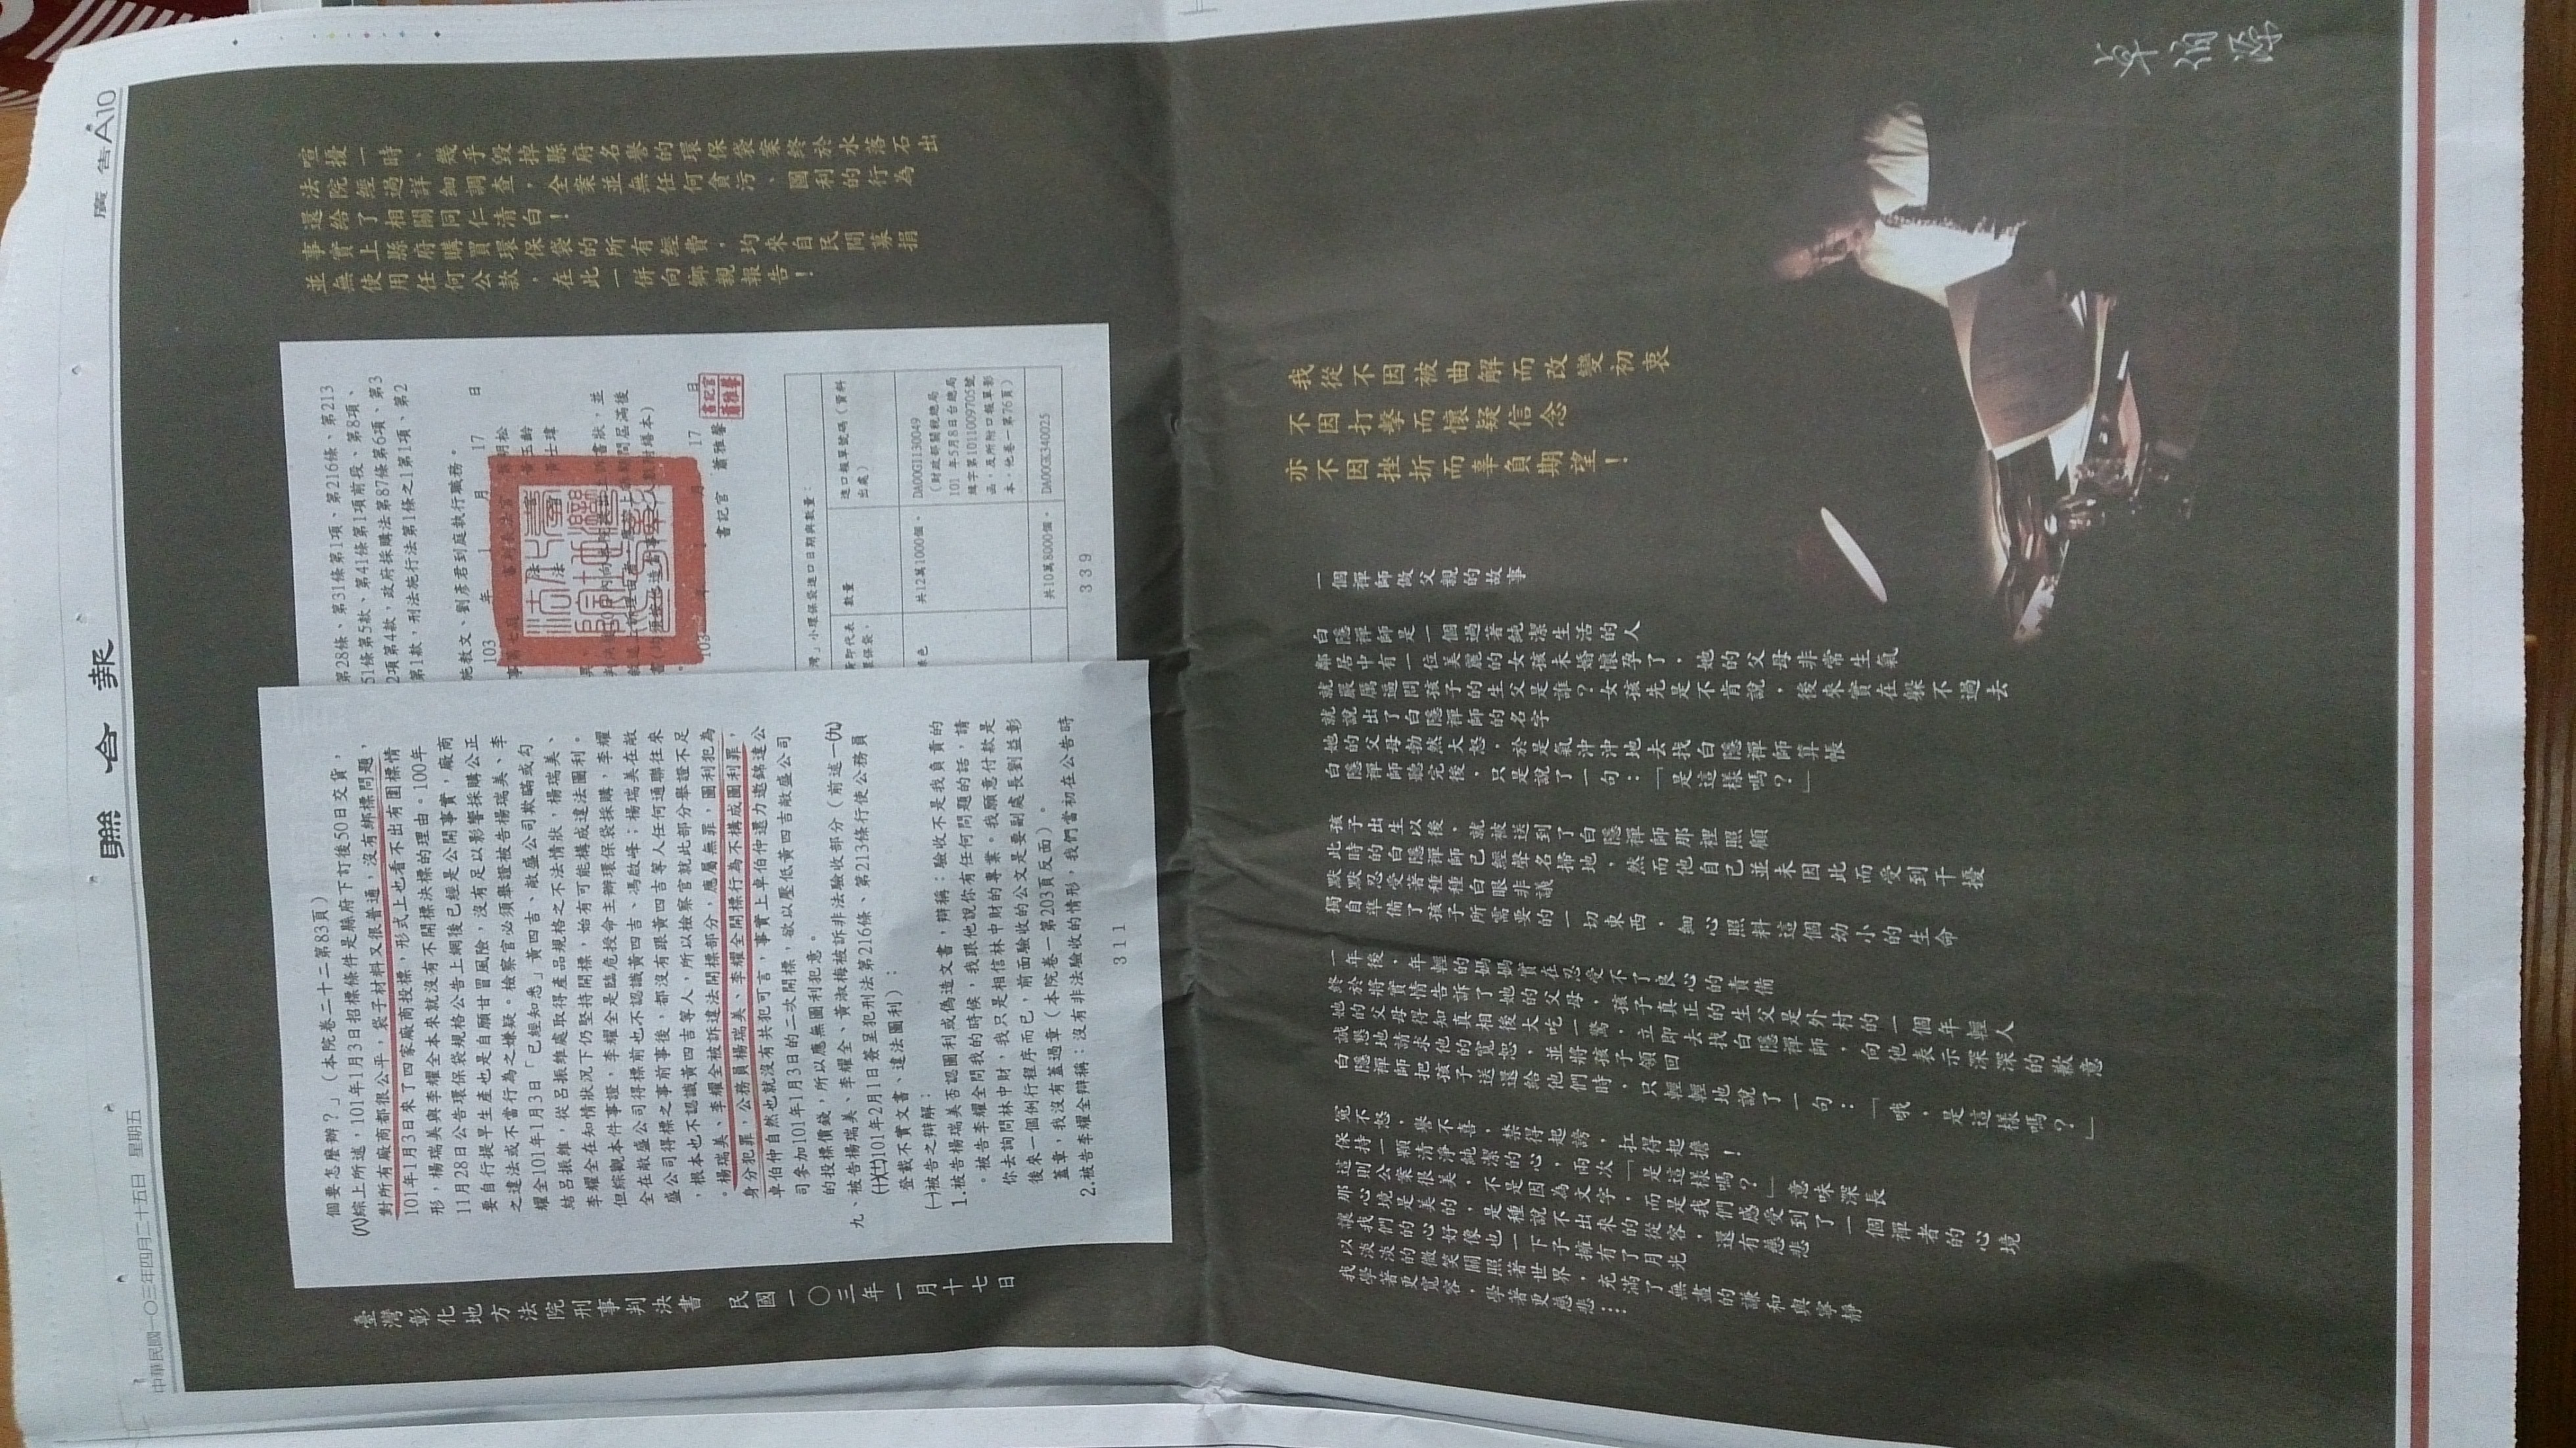 中華民國一〇三年四月二十五日 星期五
聯合報
廣告A10
喧擾一時、幾乎毀掉縣府名譽的環保袋案終於水落石出
法院經過詳細調查，全案並無任何貪污、圖利的行為
還給了相關同仁清白！
事實上縣府購買環保袋的所有經費，均來自民間募捐
並無使用任何公款，在此一併向鄉親報告！
第28條、第31條第1項、第216條、第213
51條第5款、第41條第1項前段、第8項、
2項第4款，政府採購法第87條第6項、第3
第1款，刑法施行法第1條之1第1項、第2
施教文、劉彥君到庭執行職務。
103 年 1 月 17 日
103 年 1 月 17 日
書記官 蕭雅馨
書記官
蕭雅馨
灣」小環保袋進口日期與數量：
數量
進口報單號碼（資料
出處）
共12萬1000個。
DA00GI130049
（財政部關稅總局
101 年5月8日台總局
緝字第1011009705號
函，及所附口報單影
本，他卷一第76頁）
共10萬8000個。
DA00GK340025
339
個要怎麼辦？」（本院卷二十二第83頁）
㈧綜上所述，101年1月3日招標條件是縣府下訂後50日交貨，
對所有廠商都很公平，袋子材料又很普通，沒有綁標問題，
101年1月3日來了四家廠商投標，形式上也看不出有圍標情
形，楊瑞美與李耀全本來就沒有不開標決標的理由。100年
11月28日公告環保袋規格公告上網後已經是公開事實，廠商
要自行提早生產也是自願甘冒風險，沒有足以影響採購公正
之違法或不當行為之嫌疑。檢察官必須舉證被告楊瑞美、李
耀全101年1月3日「已經知悉」黃四吉、敵盛公司欺瞞或勾
結呂振維，從呂振維處取得產品規格之不法情狀，楊瑞美、
李耀全在知情狀況下仍堅持開標，始有可能構成違法圖利。
但綜觀本件事證，李耀全是臨危授命主辦環保袋採購，李耀
全在敵盛公司得標前也不認識黃四吉、馮啟峰；楊瑞美在敵
盛公司得標之事前事後，都沒有跟黃四吉等人任何通聯往來
，根本也不認識黃四吉等人，所以檢察官就此部分舉證不足
。楊瑞美、李耀全被訴違法開標部分，應屬無罪，圖利犯為
身分犯罪，公務員楊瑞美、李耀全開標行為不構成圖利罪，
卓伯仲自然也就沒有共犯可言，事實上卓伯仲還力邀錦達公
司參加101年1月3日的二次開標，欲以壓低黃四吉敵盛公司
的投標價錢，所以應無圖利犯意。
九、被告楊瑞美、李耀全、黃淑梅被訴非法驗收部分（前述一㈨
㈩101年2月1日簽呈犯刑法第216條、第213條行使公務員
登載不實文書、違法圖利）：
㈠被告之辯解：
1.被告楊瑞美否認圖利或偽造文書，辯稱：驗收不是我負責的
。被告李耀全問我的時候，我跟他說你有任何問題的話，請
你去詢問林中財，我只是相信林中財的專業。我願意付款是
後來一個例行程序而已，前面驗收的公文是要副處長劉益彰
蓋章，我沒有蓋過章（本院卷一第203頁反面）。
2.被告李耀全辯稱：沒有非法驗收的情形，我們當初在公告時
311
臺灣彰化地方法院刑事判決書 民國一〇三年一月十七日
我從不因被曲解而改變初衷
不因打擊而懷疑信念
亦不因挫折而辜負期望！
一個禪師做父親的故事
白隱禪師是一個過著純潔生活的人
鄰居中有一位美麗的女孩未婚懷孕了，她的父母非常生氣
就嚴厲逼問孩子的生父是誰？女孩先是不肯說，後來實在躲不過去
就說出了白隱禪師的名字
她的父母勃然大怒，於是氣沖沖地去找白隱禪師算帳
白隱禪師聽完後，只是說了一句：「是這樣嗎？」
孩子出生以後，就被送到了白隱禪師那裡照顧
此時的白隱禪師已經聲名掃地，然而他自己並未因此而受到干擾
默默忍受著種種白眼非議
獨自準備了孩子所需要的一切東西，細心照料這個幼小的生命
一年後，年輕的媽媽實在忍受不了良心的責備
終於將實情告訴了她的父母，孩子真正的生父是外村的一個年輕人
她的父母得知真相後大吃一驚，立即去找白隱禪師，向他表示深深的歉意
誠懇地請求他的寬恕，並將孩子領回
白隱禪師把孩子送還給他們時，只輕輕地說了一句：「哦，是這樣嗎？」
冤不怒，譽不喜，禁得起謗，扛得起擔！
保持一顆清淨純潔的心，兩次「是這樣嗎？」意味深長
這則公案很美，不是因為文字，而是我們感受到了一個禪者的心境
那心境是美的，是種說不出來的從容，還有慈悲
讓我們的心好像也一下子擁有了月光
以淡淡的微笑關照著世界，充滿了無盡的謙和與寧靜
我學著更寬容，學著更慈悲…
卓伯源